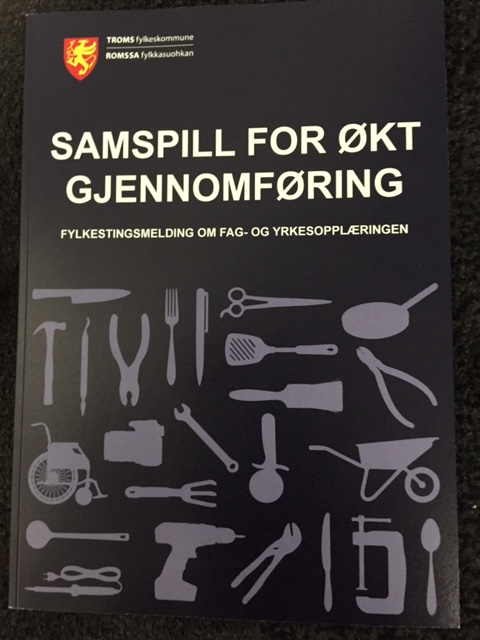 TROMS fylkeskommune
ROMSSA fylkkasuohkan
SAMSPILL FOR ØKT
GJENNOMFØRING
FYLKESTINGSMELDING OM FAG- OG YRKESOPPLÆRINGEN